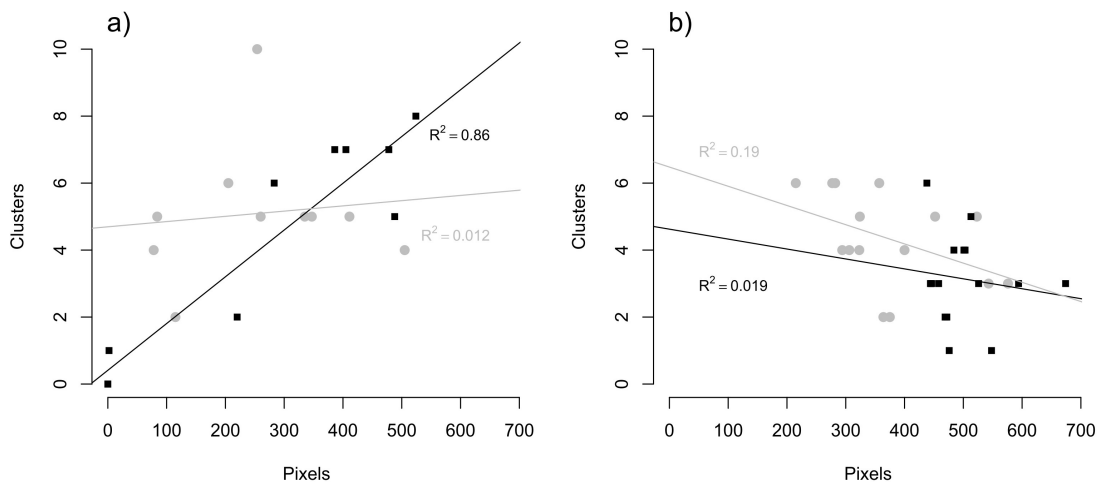 a)
10
8
6
4
2
0
Clusters
R² = 0.86
R² = 0.012
0 100 200 300 400 500 600 700
Pixels
b)
10
8
6
4
2
0
Clusters
R² = 0.19
R² = 0.019
0 100 200 300 400 500 600 700
Pixels